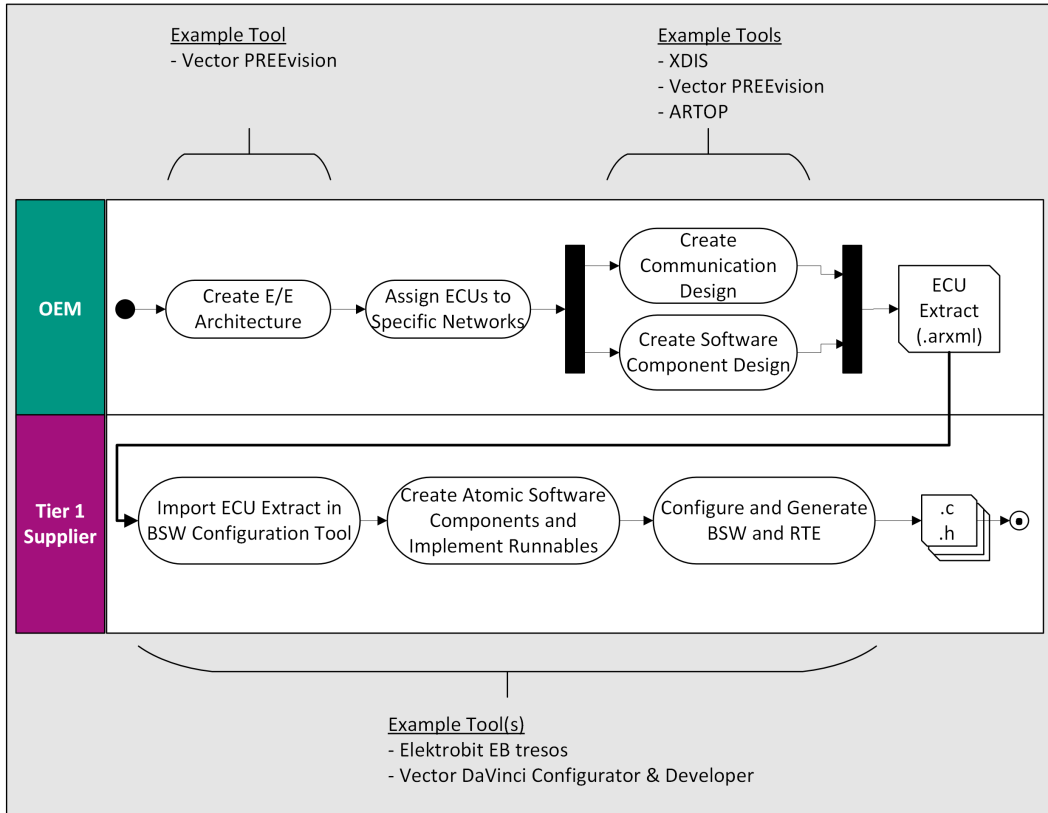 Example Tool
- Vector PREEvision
Example Tools
- XDIS
- Vector PREEvision
- ARTOP
OEM
Create E/E
Architecture
Assign ECUs to
Specific Networks
Create
Communication
Design
Create Software
Component Design
ECU
Extract
(.arxml)
Tier 1
Supplier
Import ECU Extract in
BSW Configuration Tool
Create Atomic Software
Components and
Implement Runnables
Configure and Generate
BSW and RTE
.c
.h
Example Tool(s)
- Elektrobit EB tresos
- Vector DaVinci Configurator & Developer